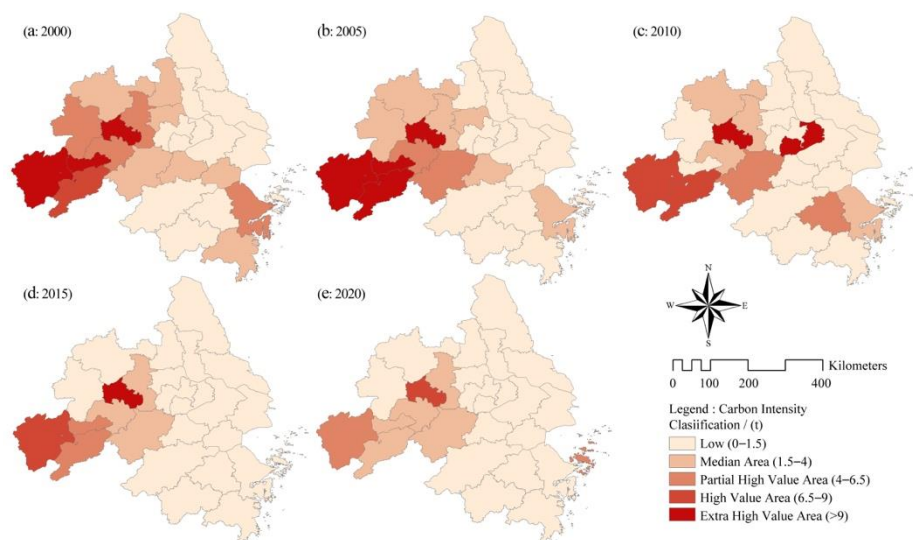 (a: 2000)
(b: 2005)
(c: 2010)
(d: 2015)
(e: 2020)
N
W
E
S
Kilometers
0 100 200 400
Legend : Carbon Intensity
Clasiification / (t)
Low (0−1.5)
Median Area (1.5−4)
Partial High Value Area (4−6.5)
High Value Area (6.5−9)
Extra High Value Area (>9)